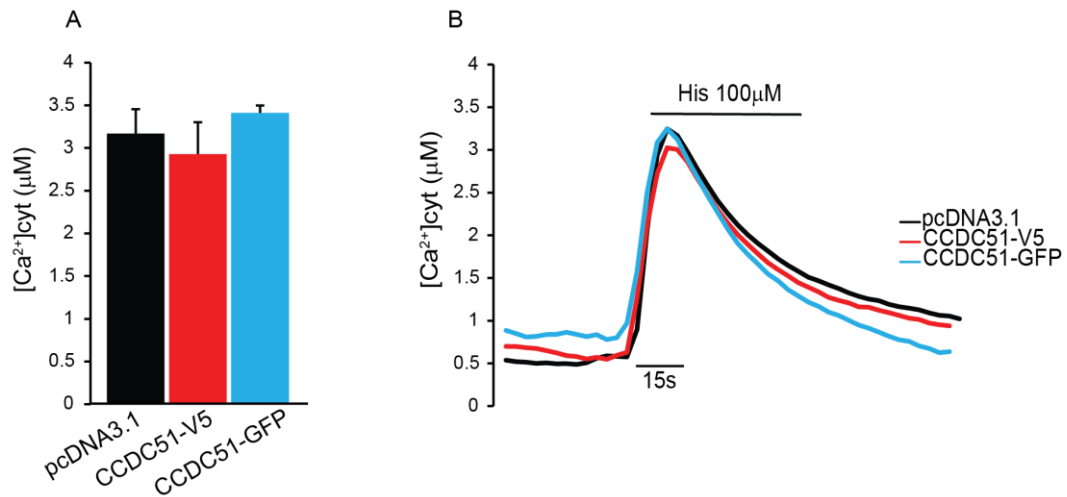 A
[Ca²⁺]cyt (μM)
4
3.5
3
2.5
2
1.5
1
0.5
0
pcDNA3.1
CCDC51-V5
CCDC51-GFP
B
[Ca²⁺]cyt (μM)
4
3.5
3
2.5
2
1.5
1
0.5
0
His 100μM
15s
pcDNA3.1
CCDC51-V5
CCDC51-GFP